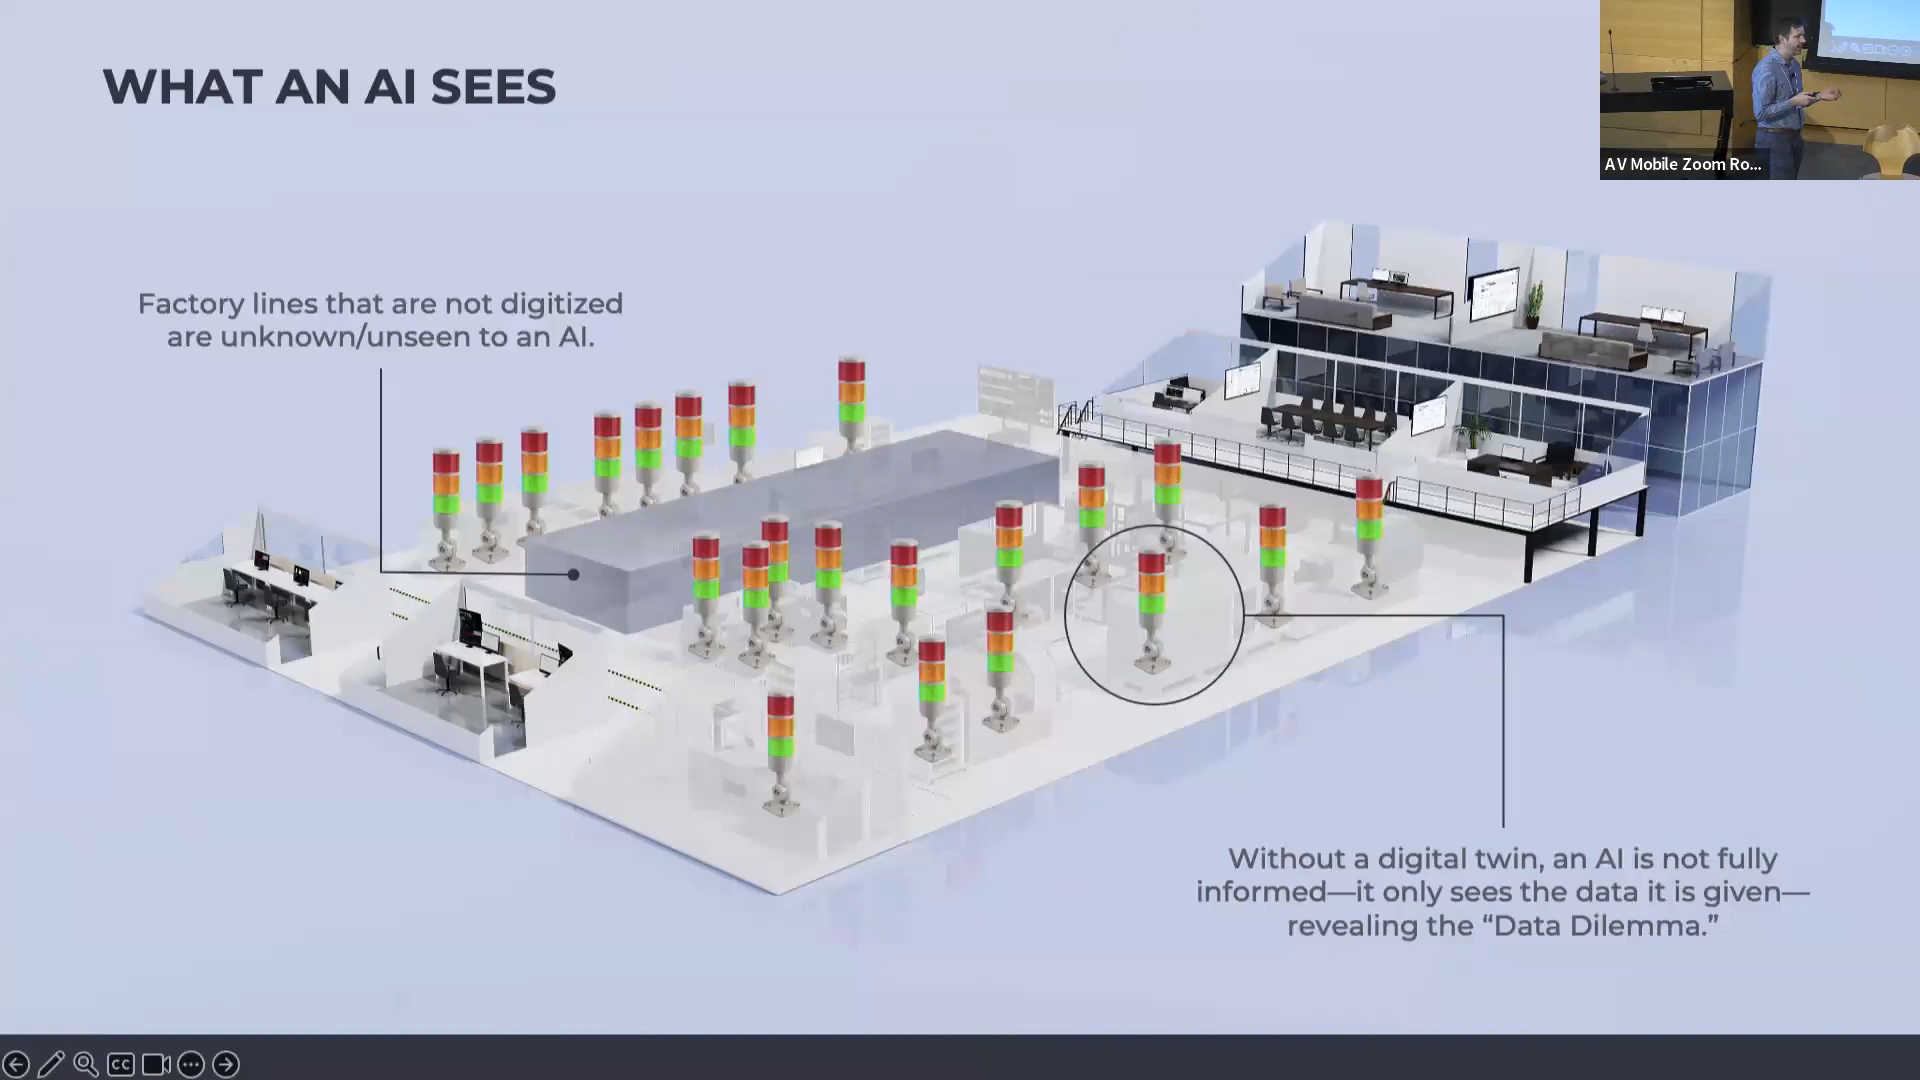 WHAT AN AI SEES
AV Mobile Zoom Ro...
Factory lines that are not digitized
are unknown/unseen to an AI.
Without a digital twin, an AI is not fully
informed—it only sees the data it is given—
revealing the “Data Dilemma.”
CC